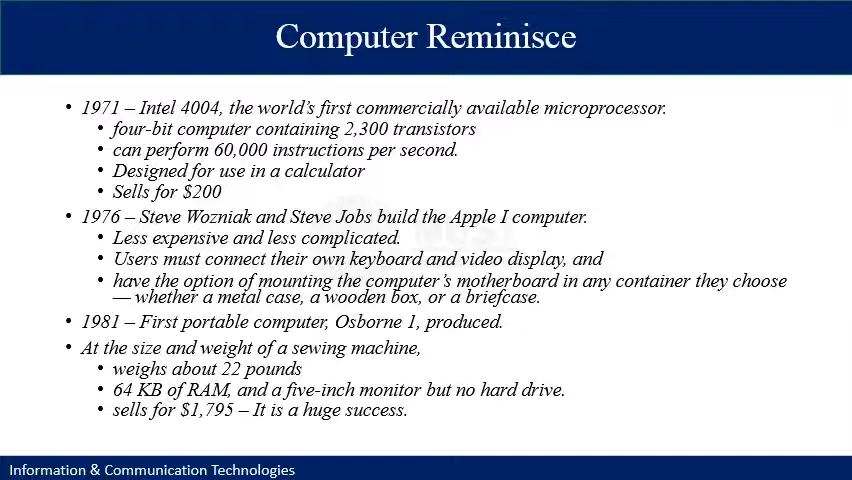 Computer Reminisce
• 1971 – Intel 4004, the world's first commercially available microprocessor.
• four-bit computer containing 2,300 transistors
• can perform 60,000 instructions per second.
• Designed for use in a calculator
• Sells for $200
• 1976 – Steve Wozniak and Steve Jobs build the Apple I computer.
• Less expensive and less complicated.
• Users must connect their own keyboard and video display, and
• have the option of mounting the computer's motherboard in any container they choose
— whether a metal case, a wooden box, or a briefcase.
• 1981 – First portable computer, Osborne 1, produced.
• At the size and weight of a sewing machine,
• weighs about 22 pounds
• 64 KB of RAM, and a five-inch monitor but no hard drive.
• sells for $1,795 – It is a huge success.
Information & Communication Technologies